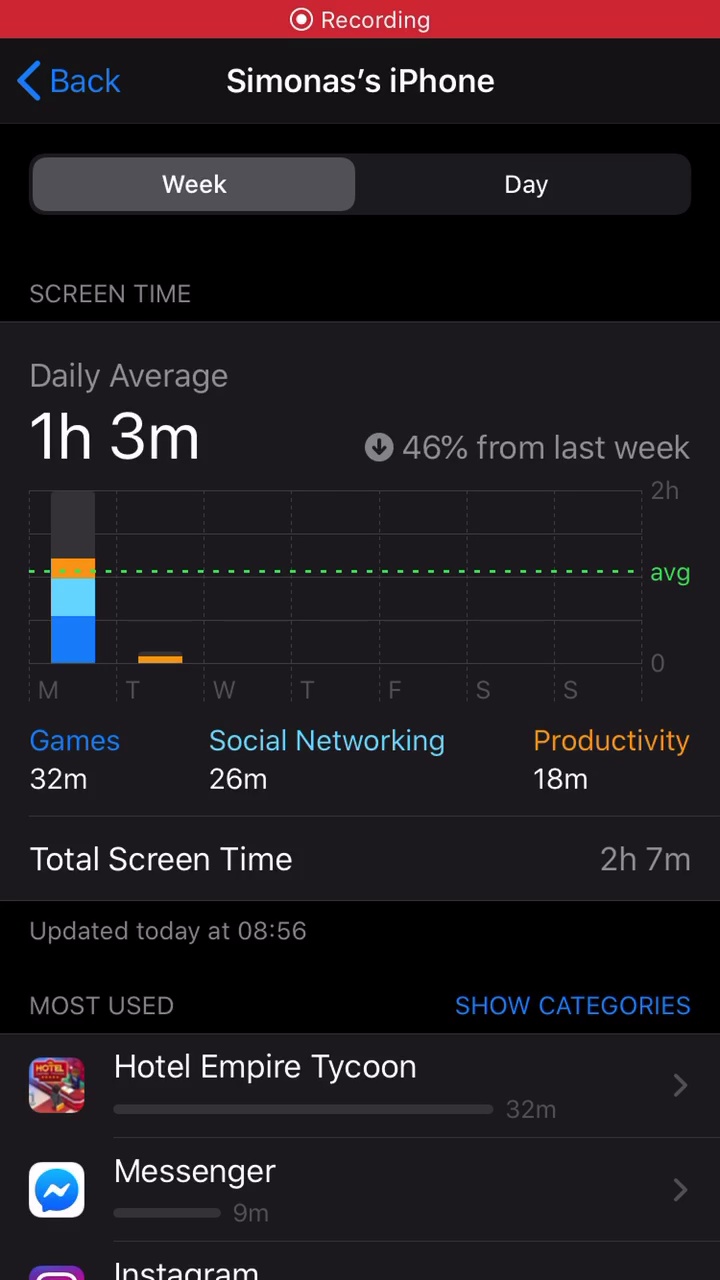 Recording
Back
Simonas’s iPhone
Week Day
SCREEN TIME
Daily Average
1h 3m
46% from last week
2h
avg
0
M T W T F S S
Games Social Networking Productivity
32m 26m 18m
Total Screen Time 2h 7m
Updated today at 08:56
MOST USED SHOW CATEGORIES
HOTEL
Hotel Empire Tycoon
32m
Messenger
9m
Instagram